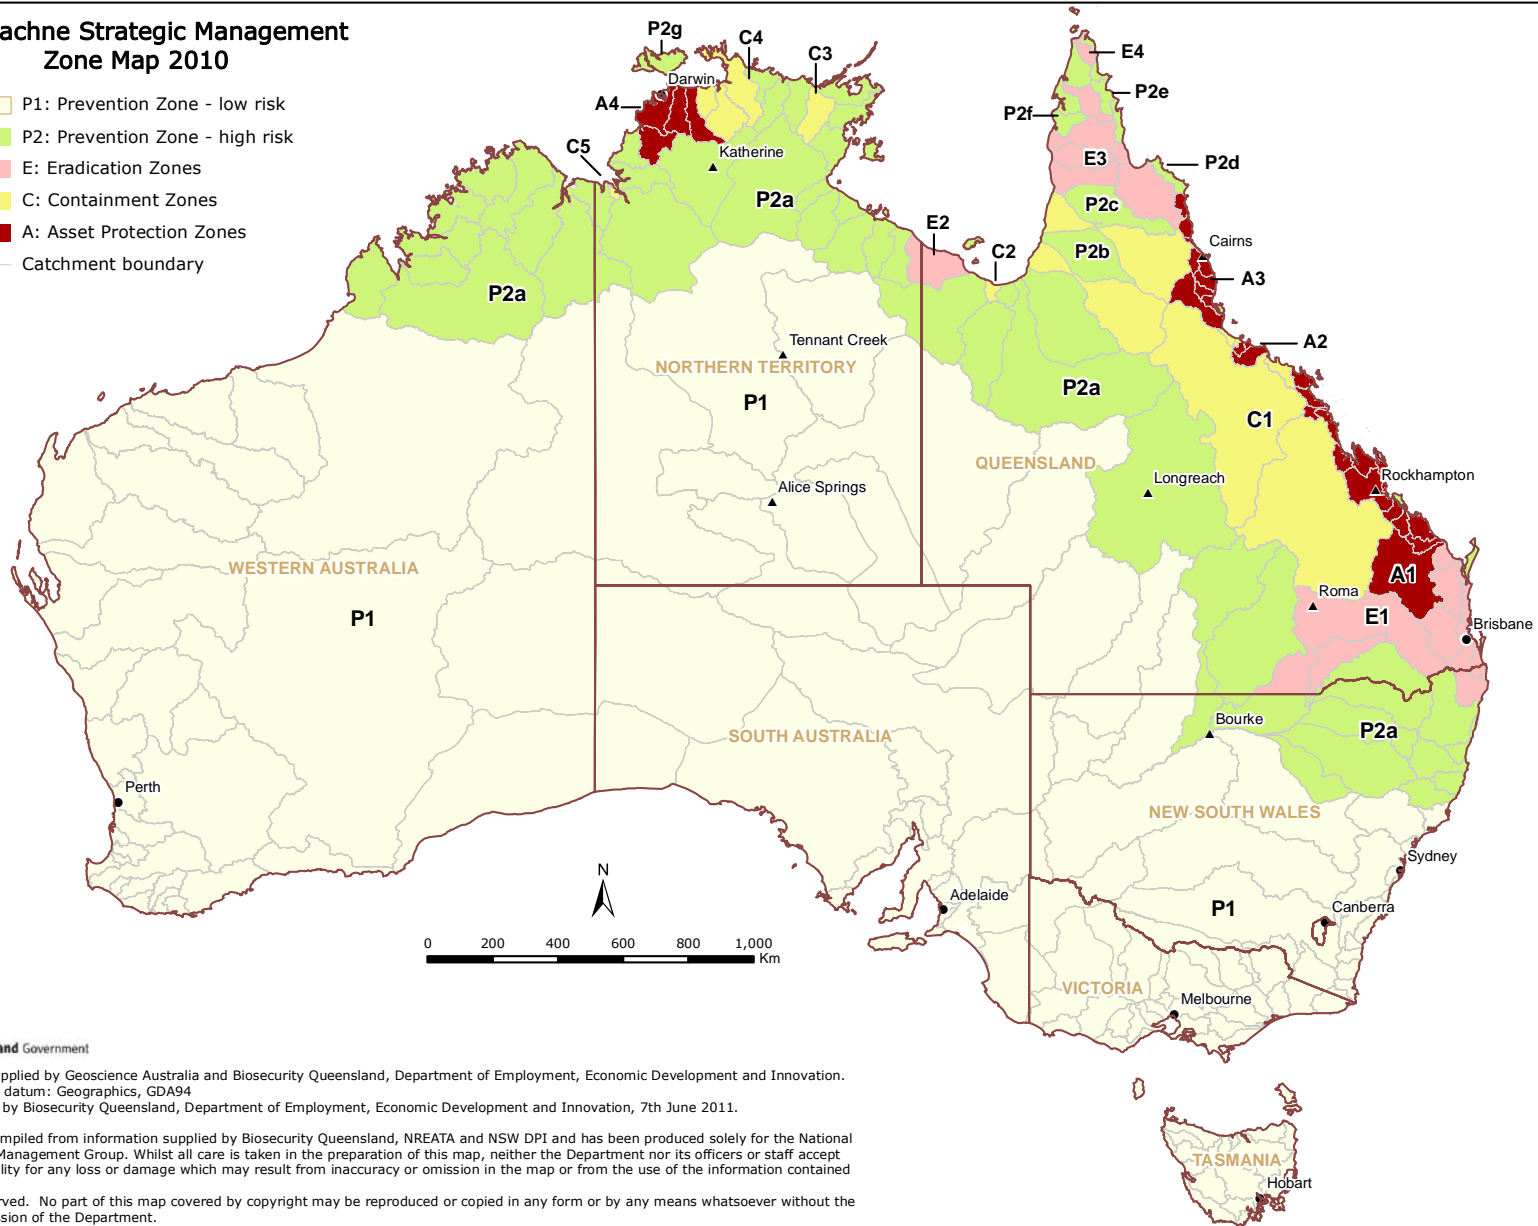 achne Strategic Management
Zone Map 2010
P1: Prevention Zone - low risk
P2: Prevention Zone - high risk
E: Eradication Zones
C: Containment Zones
A: Asset Protection Zones
Catchment boundary
P2g
C4
C3
Darwin
A4
C5
Katherine
P2a
P2a
E4
P2e
P2f
E3
P2d
P2c
E2
C2
P2b
Cairns
A3
A2
Tennant Creek
NORTHERN TERRITORY
P1
P2a
C1
QUEENSLAND
Longreach
Rockhampton
Alice Springs
WESTERN AUSTRALIA
P1
A1
Roma
E1
Brisbane
Bourke
P2a
SOUTH AUSTRALIA
Perth
NEW SOUTH WALES
Sydney
N
Adelaide
P1
Canberra
0 200 400 600 800 1,000
Km
VICTORIA
Melbourne
and Government
pplied by Geoscience Australia and Biosecurity Queensland, Department of Employment, Economic Development and Innovation.
datum: Geographics, GDA94
by Biosecurity Queensland, Department of Employment, Economic Development and Innovation, 7th June 2011.
mpiled from information supplied by Biosecurity Queensland, NREATA and NSW DPI and has been produced solely for the National
Management Group. Whilst all care is taken in the preparation of this map, neither the Department nor its officers or staff accept
lity for any loss or damage which may result from inaccuracy or omission in the map or from the use of the information contained
rved. No part of this map covered by copyright may be reproduced or copied in any form or by any means whatsoever without the
sion of the Department.
TASMANIA
Hobart